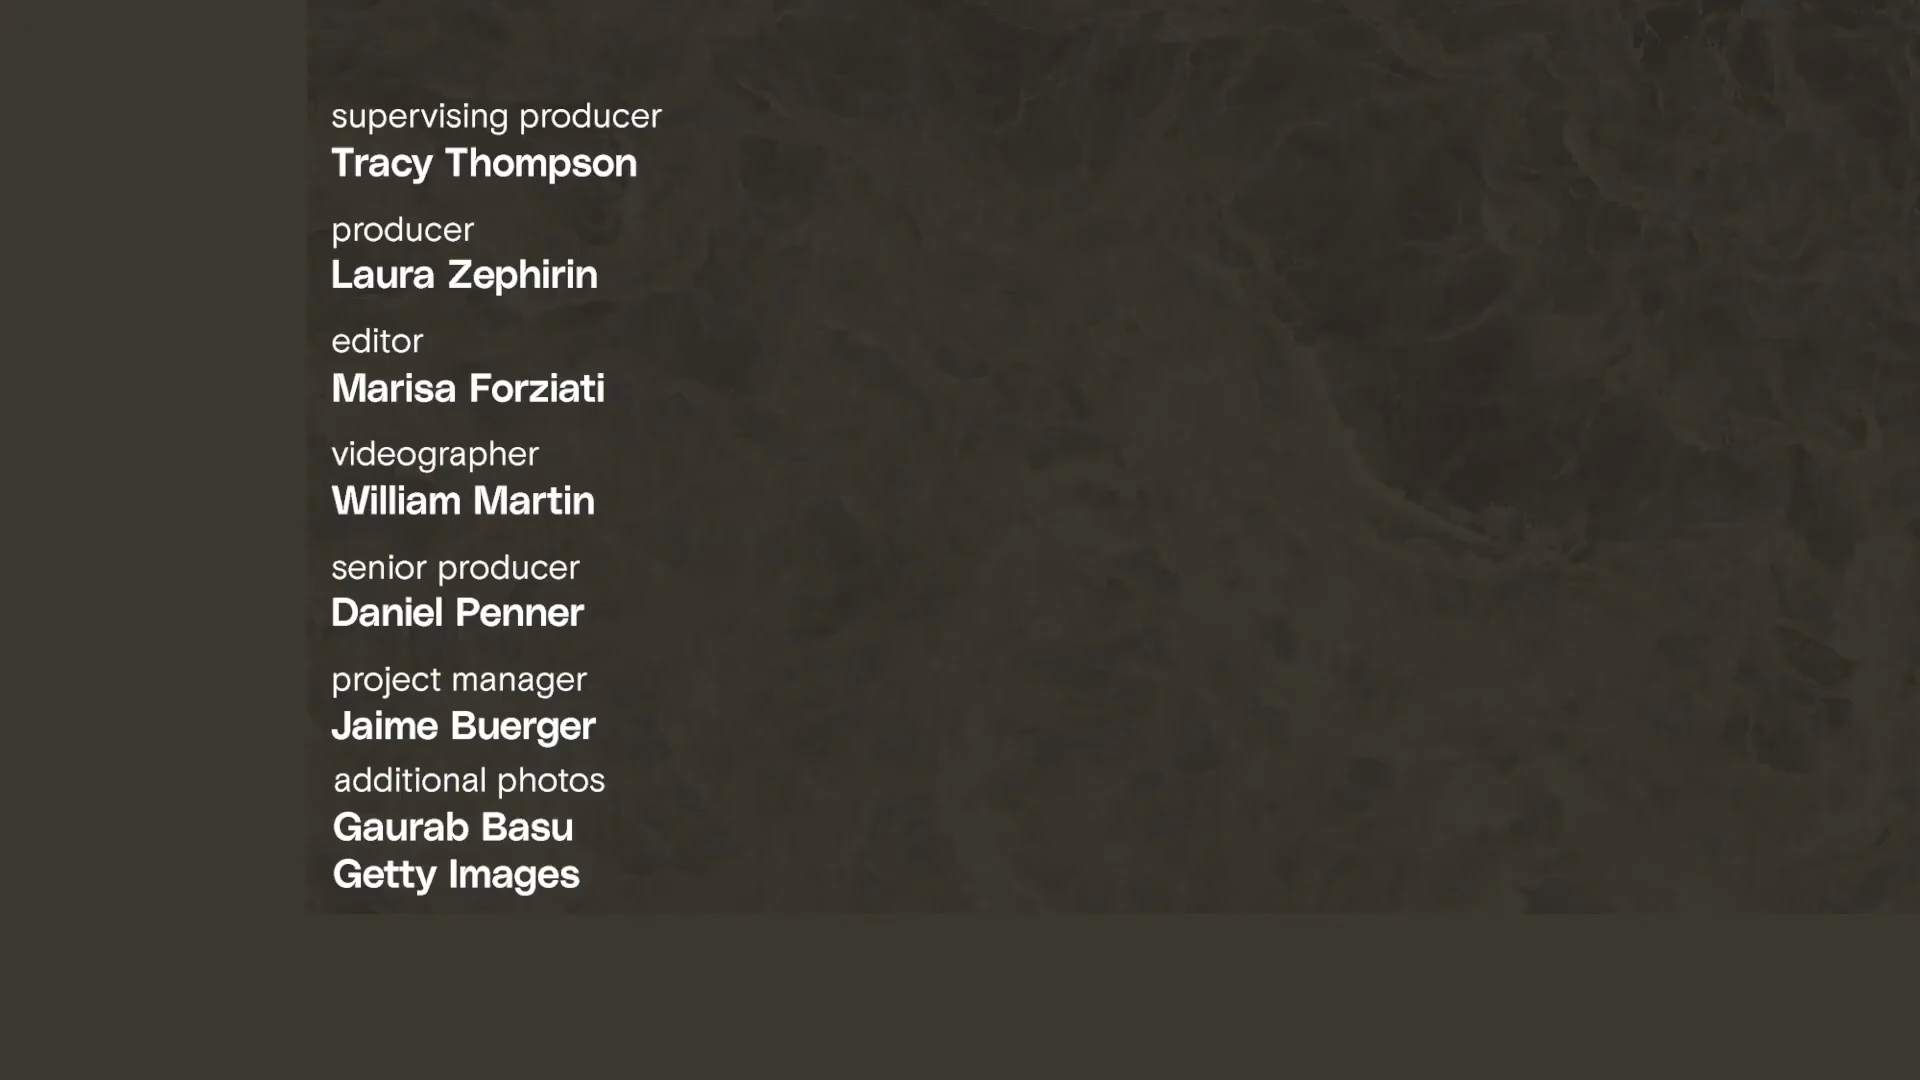 supervising producer
Tracy Thompson
producer
Laura Zephirin
editor
Marisa Forziati
videographer
William Martin
senior producer
Daniel Penner
project manager
Jaime Buerger
additional photos
Gaurab Basu
Getty Images